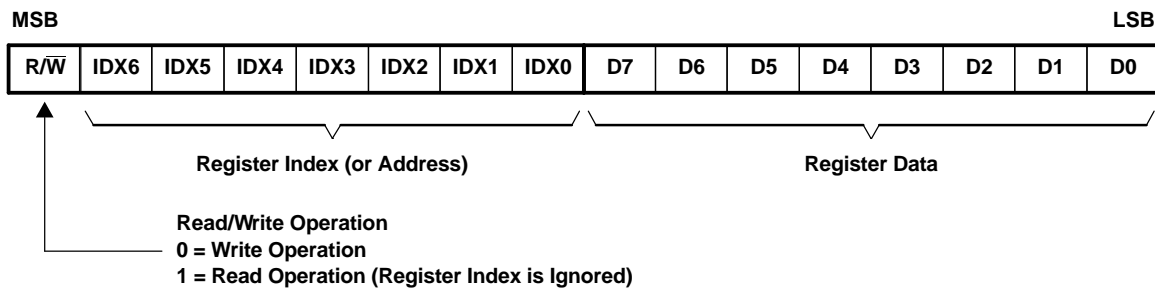 MSB LSB
R/W̅ IDX6 IDX5 IDX4 IDX3 IDX2 IDX1 IDX0 D7 D6 D5 D4 D3 D2 D1 D0
Register Index (or Address) Register Data
Read/Write Operation
0 = Write Operation
1 = Read Operation (Register Index is Ignored)